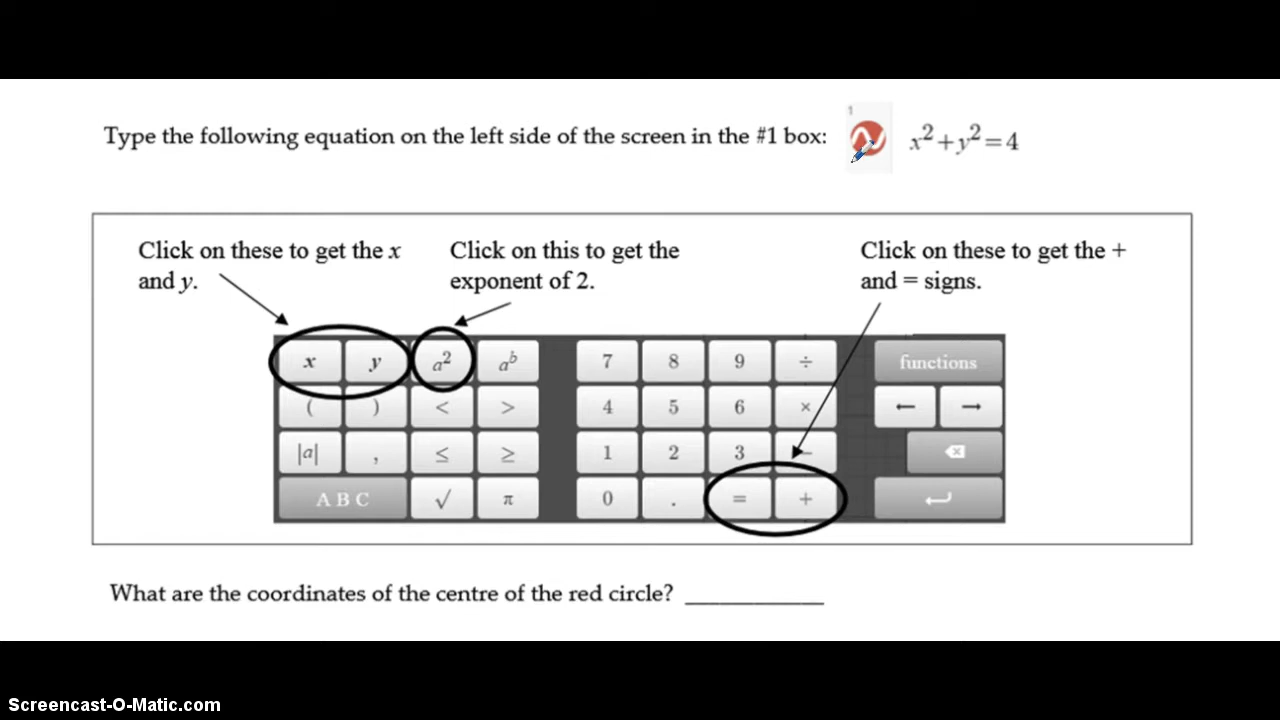 Type the following equation on the left side of the screen in the #1 box: 1 x²+y²=4
Click on these to get the x
and y.
Click on this to get the
exponent of 2.
Click on these to get the +
and = signs.
x y a² aᵇ 7 8 9 ÷ functions
( ) < > 4 5 6 × ← →
|a| , ≤ ≥ 1 2 3 −
A B C √ π 0 . = +
What are the coordinates of the centre of the red circle? ____________
Screencast-O-Matic.com